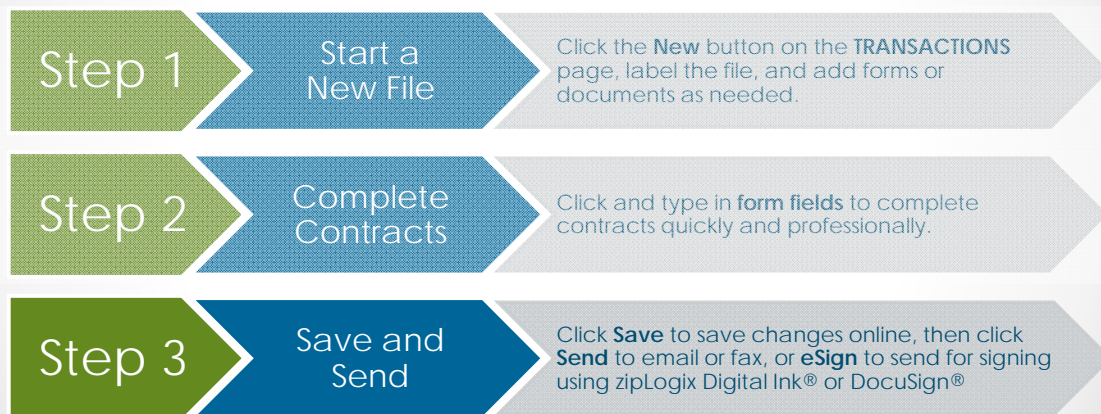 Step 1
Start a
New File
Click the New button on the TRANSACTIONS
page, label the file, and add forms or
documents as needed.
Step 2
Complete
Contracts
Click and type in form fields to complete
contracts quickly and professionally.
Step 3
Save and
Send
Click Save to save changes online, then click
Send to email or fax, or eSign to send for signing
using zipLogix Digital Ink® or DocuSign®